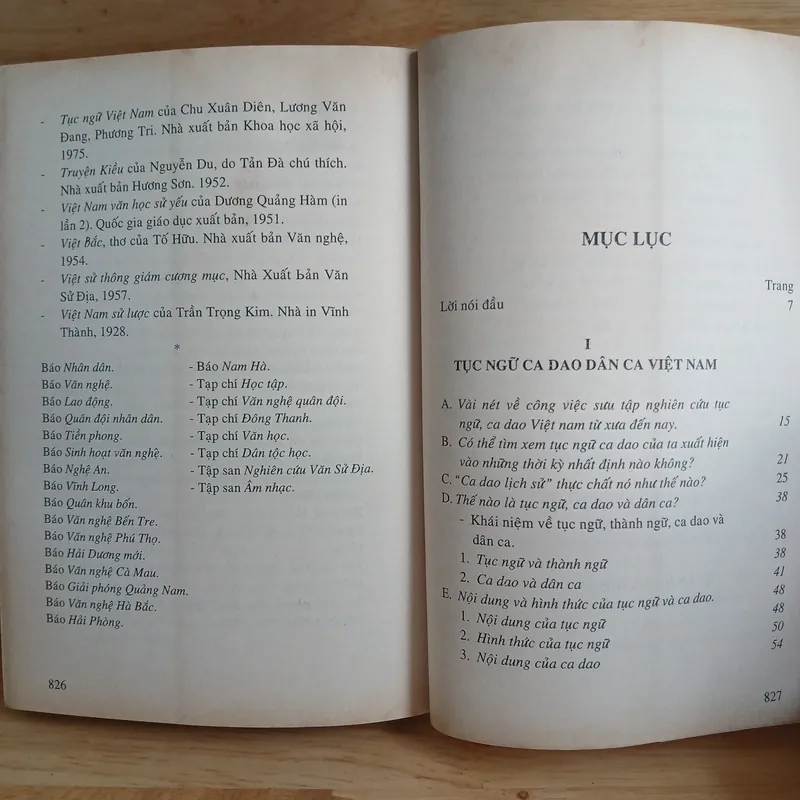 - Tục ngữ Việt Nam của Chu Xuân Diên, Lương Văn
Đang, Phương Tri. Nhà xuất bản Khoa học xã hội,
1975.
- Truyện Kiều của Nguyễn Du, do Tản Đà chú thích.
Nhà xuất bản Hương Sơn. 1952.
- Việt Nam văn học sử yếu của Dương Quảng Hàm (in
lần 2). Quốc gia giáo dục xuất bản, 1951.
- Việt Bắc, thơ của Tố Hữu. Nhà xuất bản Văn nghệ,
1954.
- Việt sử thông giám cương mục, Nhà Xuất bản Văn
Sử Địa, 1957.
- Việt Nam sử lược của Trần Trọng Kim. Nhà in Vĩnh
Thành, 1928.
*
Báo Nhân dân.
Báo Văn nghệ.
Báo Lao động.
Báo Quân đội nhân dân.
Báo Tiền phong.
Báo Sinh hoạt văn nghệ.
Báo Nghệ An.
Báo Vĩnh Long.
Báo Quân khu bốn.
Báo Văn nghệ Bến Tre.
Báo Văn nghệ Phú Thọ.
Báo Hải Dương mới.
Báo Văn nghệ Cà Mau.
Báo Giải phóng Quảng Nam.
Báo Văn nghệ Hà Bắc.
Báo Hải Phòng.
- Báo Nam Hà.
- Tạp chí Học tập.
- Tạp chí Văn nghệ quân đội.
- Tạp chí Đông Thanh.
- Tạp chí Văn học.
- Tạp chí Dân tộc học.
- Tập san Nghiên cứu Văn Sử Địa.
- Tập san Âm nhạc.
826
MỤC LỤC
Trang
Lời nói đầu 7
I
TỤC NGỮ CA DAO DÂN CA VIỆT NAM
A. Vài nét về công việc sưu tập nghiên cứu tục
ngữ, ca dao Việt nam từ xưa đến nay. 15
B. Có thể tìm xem tục ngữ ca dao của ta xuất hiện
vào những thời kỳ nhất định nào không? 21
C. "Ca dao lịch sử" thực chất nó như thế nào? 25
D. Thế nào là tục ngữ, ca dao và dân ca? 38
- Khái niệm về tục ngữ, thành ngữ, ca dao và
dân ca. 38
1. Tục ngữ và thành ngữ 38
2. Ca dao và dân ca 41
E. Nội dung và hình thức của tục ngữ và ca dao. 48
1. Nội dung của tục ngữ 48
2. Hình thức của tục ngữ 50
3. Nội dung của ca dao 54
827